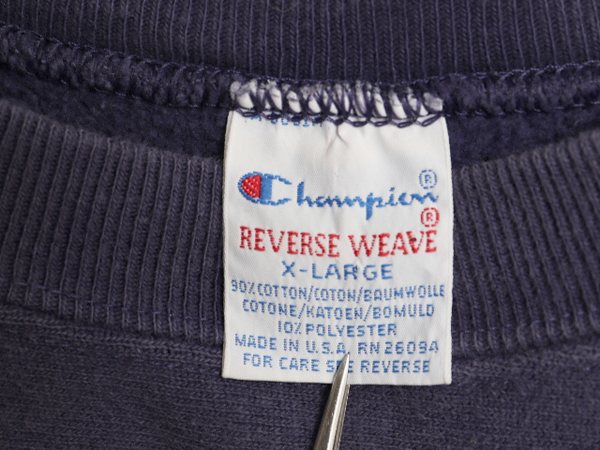 Champion®
REVERSE WEAVE®
X-LARGE
90% COTTON/COTON/BAUMWOLLE
COTONE/KATOEN/BOMULD
10% POLYESTER
MADE IN U.S.A. RN 26094
FOR CARE SEE REVERSE